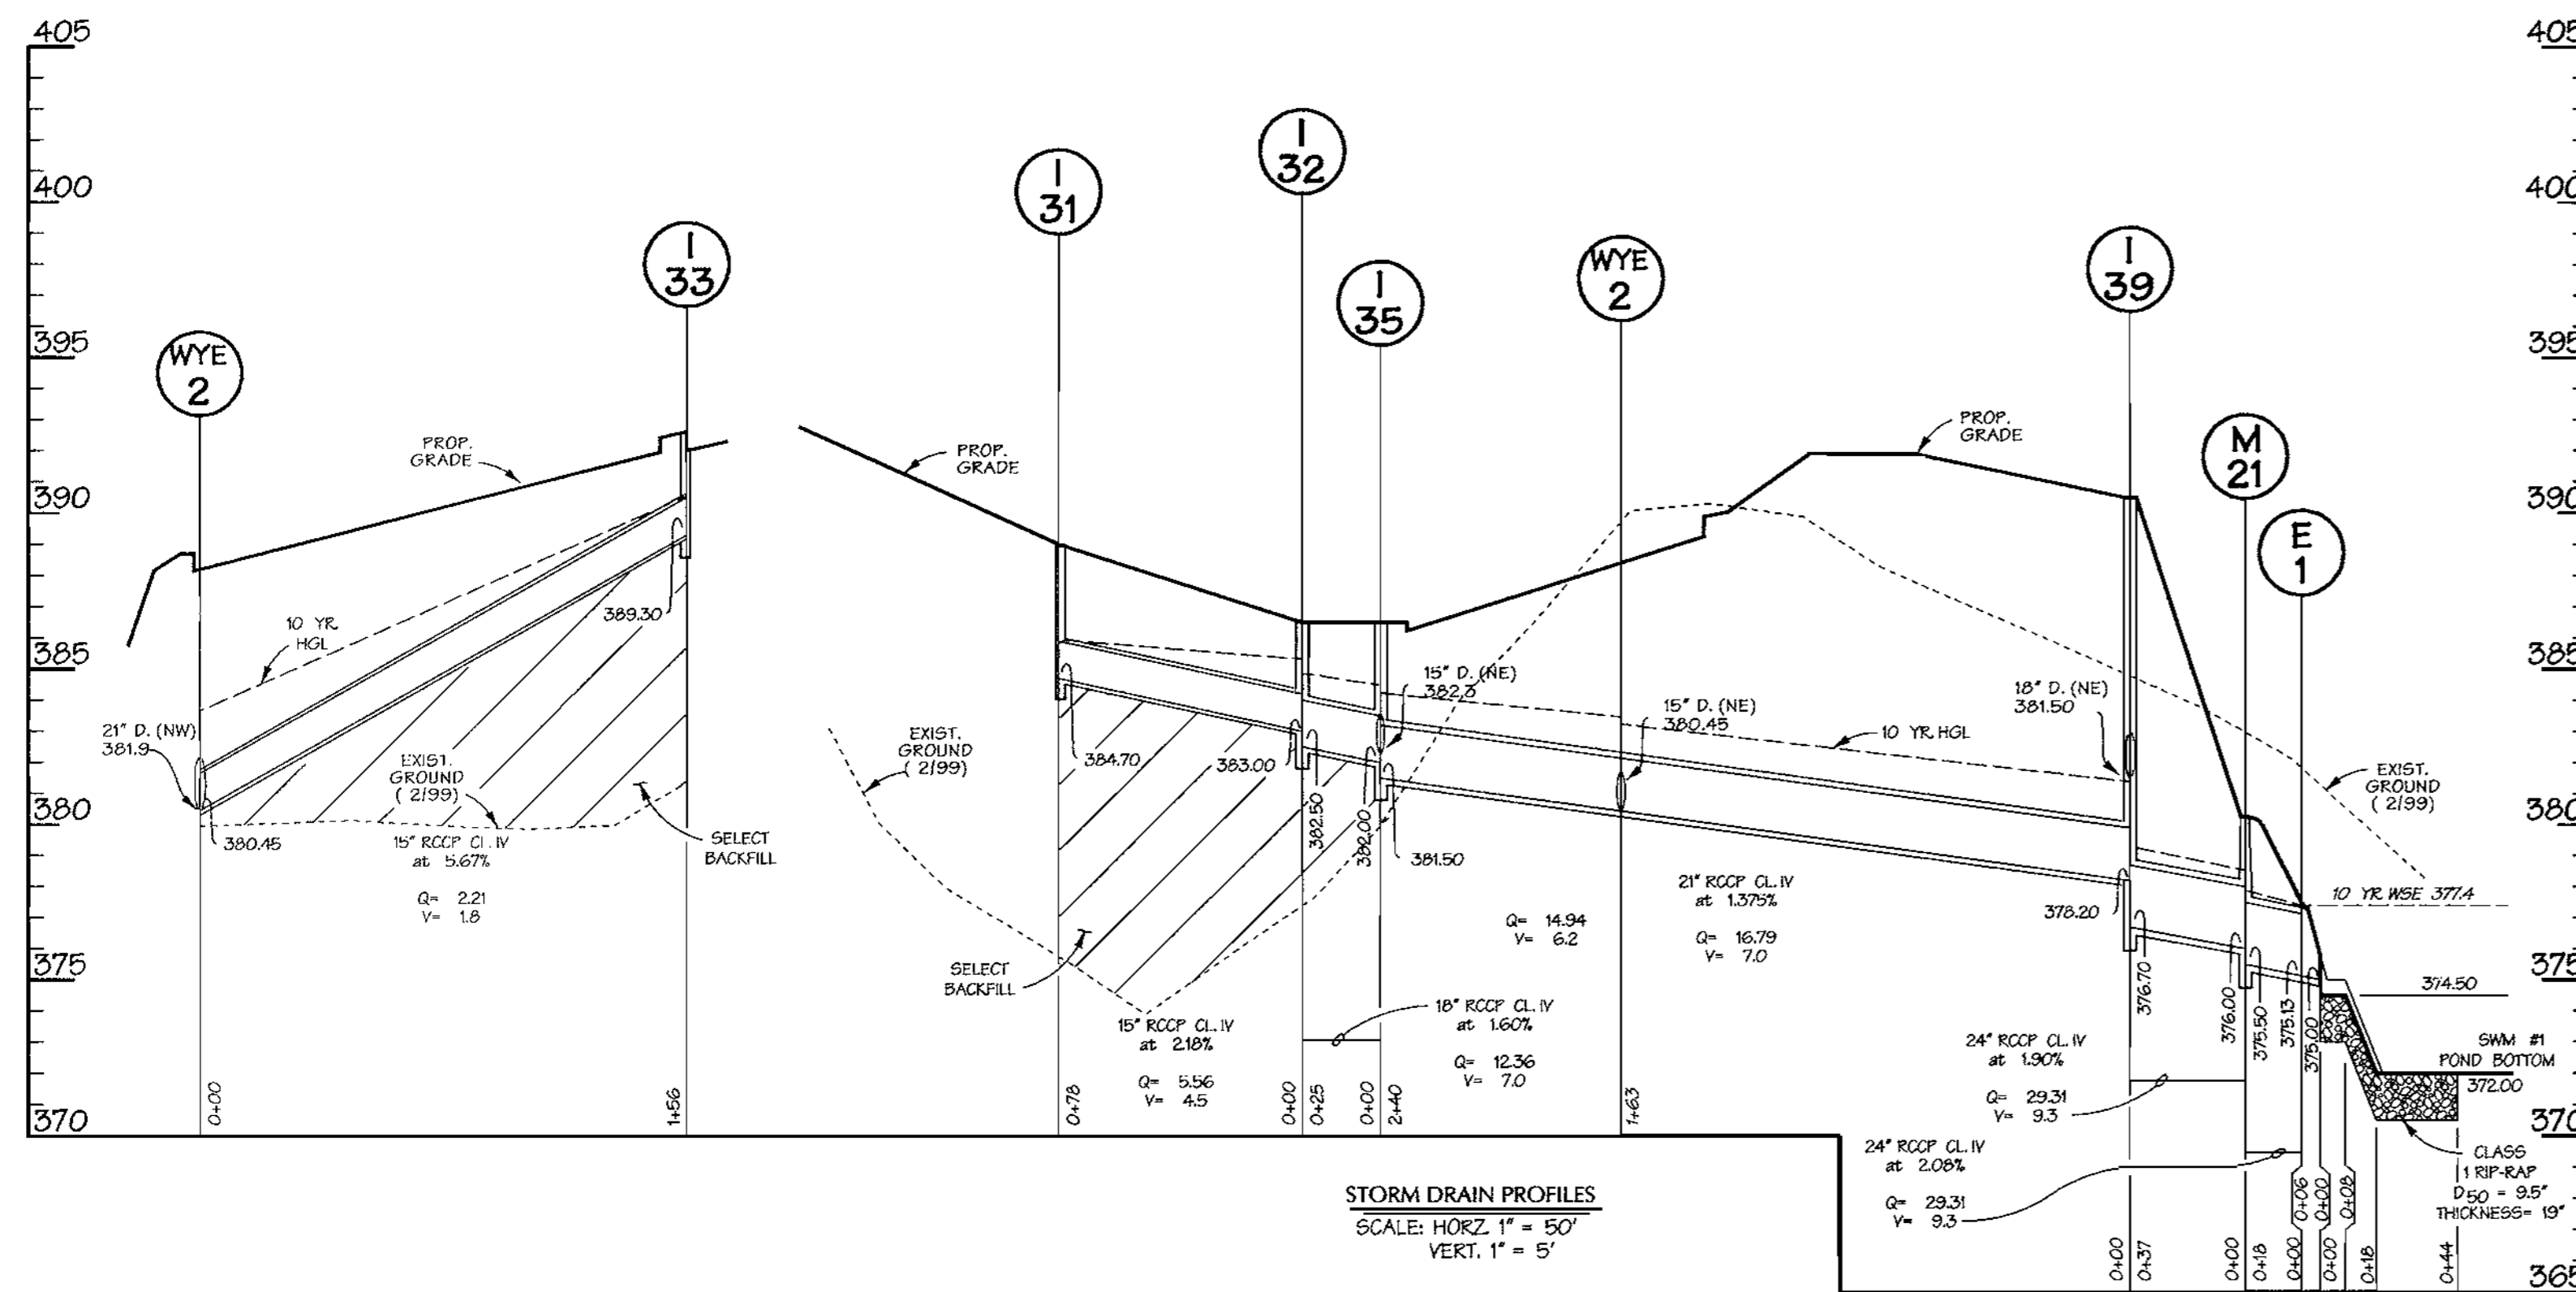 405
400
395
390
385
380
375
370
405
400
395
390
385
380
375
370
365
WYE
2
I
33
I
31
I
32
I
35
WYE
2
I
39
M
21
E
1
PROP.
GRADE
10 YR.
HGL
21" D. (NW)
381.9
EXIST.
GROUND
( 2/99)
389.30
380.45
15" RCCP CL. IV
at 5.67%
Q= 2.21
V= 1.8
SELECT
BACKFILL
0+00
1+56
PROP.
GRADE
EXIST.
GROUND
( 2/99)
384.70
383.00
382.50
382.00
381.50
15" D. (NE)
382.3
SELECT
BACKFILL
15" RCCP CL. IV
at 2.18%
Q= 5.56
V= 4.5
18" RCCP CL. IV
at 1.60%
Q= 12.36
V= 7.0
Q= 14.94
V= 6.2
15" D. (NE)
380.45
21" RCCP CL. IV
at 1.375%
Q= 16.79
V= 7.0
10 YR. HGL
PROP.
GRADE
18" D. (NE)
381.50
378.20
376.70
376.00
375.50
375.13
375.00
EXIST.
GROUND
( 2/99)
10 YR WSE 377.4
374.50
SWM #1
POND BOTTOM
372.00
24" RCCP CL. IV
at 1.90%
Q= 29.31
V= 9.3
24" RCCP CL. IV
at 2.08%
Q= 29.31
V= 9.3
CLASS
1 RIP-RAP
D50 = 9.5"
THICKNESS= 19"
0+78
0+00
0+25
0+00
2+40
1+63
0+00
0+37
0+00
0+18
0+00
0+06
0+00
0+00
0+08
0+18
0+44
STORM DRAIN PROFILES
SCALE: HORZ. 1" = 50'
VERT. 1" = 5'